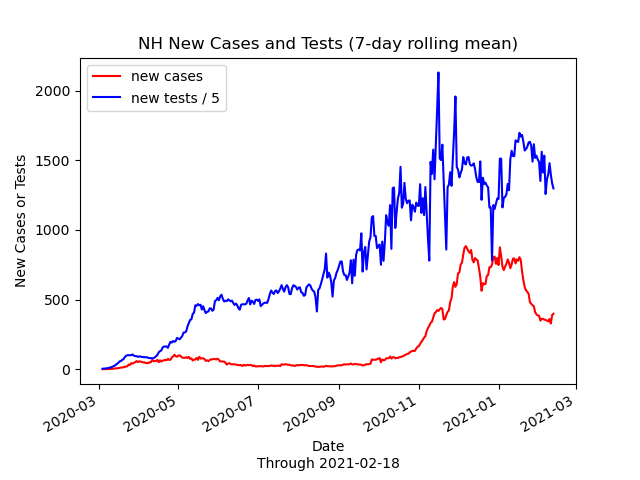 NH New Cases and Tests (7-day rolling mean)
new cases
new tests / 5
2000
1500
1000
500
0
New Cases or Tests
2020-03
2020-05
2020-07
2020-09
2020-11
2021-01
2021-03
Date
Through 2021-02-18